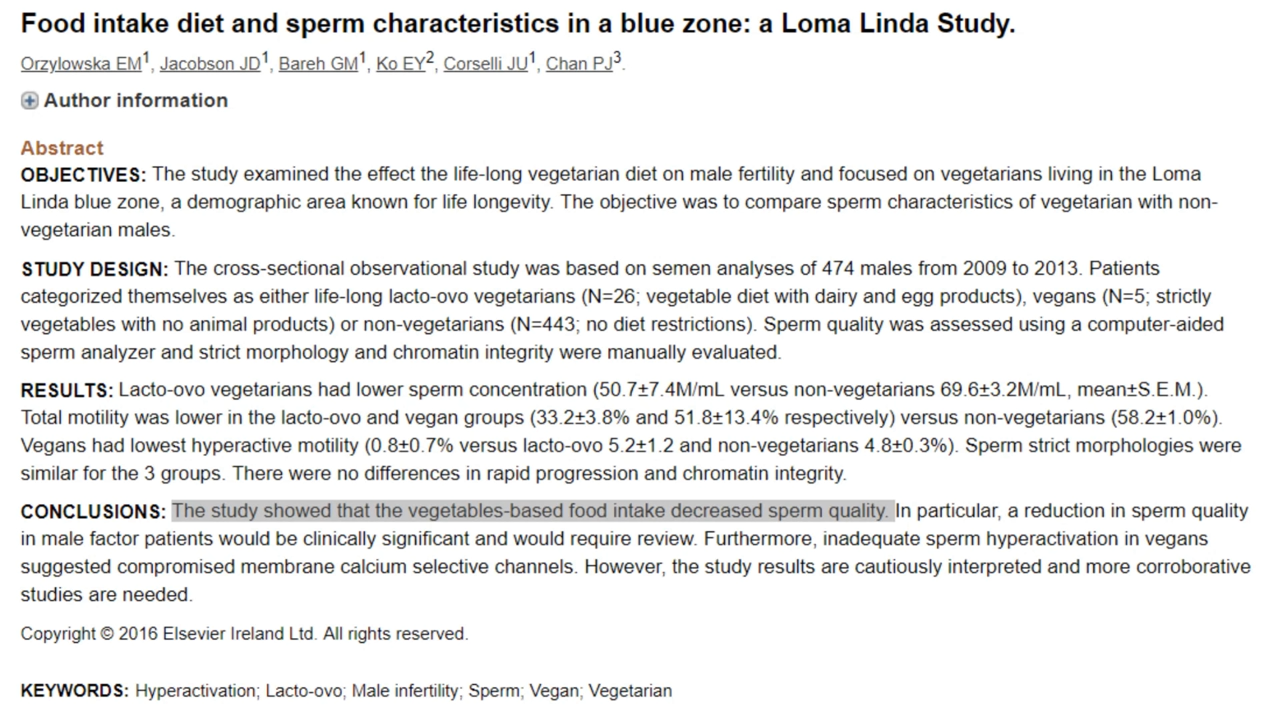 Food intake diet and sperm characteristics in a blue zone: a Loma Linda Study.
Orzylowska EM1, Jacobson JD1, Bareh GM1, Ko EY2, Corselli JU1, Chan PJ3.
Author information
Abstract
OBJECTIVES: The study examined the effect the life-long vegetarian diet on male fertility and focused on vegetarians living in the Loma
Linda blue zone, a demographic area known for life longevity. The objective was to compare sperm characteristics of vegetarian with non-
vegetarian males.
STUDY DESIGN: The cross-sectional observational study was based on semen analyses of 474 males from 2009 to 2013. Patients
categorized themselves as either life-long lacto-ovo vegetarians (N=26; vegetable diet with dairy and egg products), vegans (N=5; strictly
vegetables with no animal products) or non-vegetarians (N=443; no diet restrictions). Sperm quality was assessed using a computer-aided
sperm analyzer and strict morphology and chromatin integrity were manually evaluated.
RESULTS: Lacto-ovo vegetarians had lower sperm concentration (50.7±7.4M/mL versus non-vegetarians 69.6±3.2M/mL, mean±S.E.M.).
Total motility was lower in the lacto-ovo and vegan groups (33.2±3.8% and 51.8±13.4% respectively) versus non-vegetarians (58.2±1.0%).
Vegans had lowest hyperactive motility (0.8±0.7% versus lacto-ovo 5.2±1.2 and non-vegetarians 4.8±0.3%). Sperm strict morphologies were
similar for the 3 groups. There were no differences in rapid progression and chromatin integrity.
CONCLUSIONS: The study showed that the vegetables-based food intake decreased sperm quality. In particular, a reduction in sperm quality
in male factor patients would be clinically significant and would require review. Furthermore, inadequate sperm hyperactivation in vegans
suggested compromised membrane calcium selective channels. However, the study results are cautiously interpreted and more corroborative
studies are needed.
Copyright © 2016 Elsevier Ireland Ltd. All rights reserved.
KEYWORDS: Hyperactivation; Lacto-ovo; Male infertility; Sperm; Vegan; Vegetarian